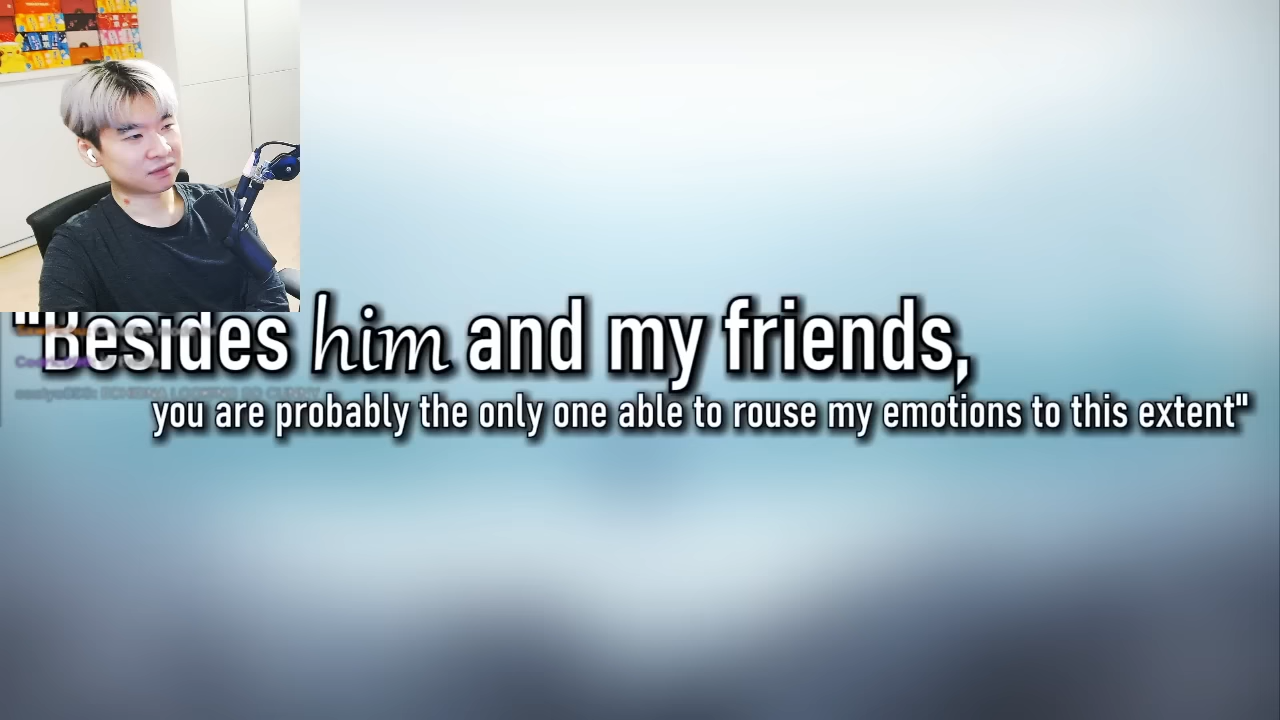 "Besides him and my friends,
you are probably the only one able to rouse my emotions to this extent"